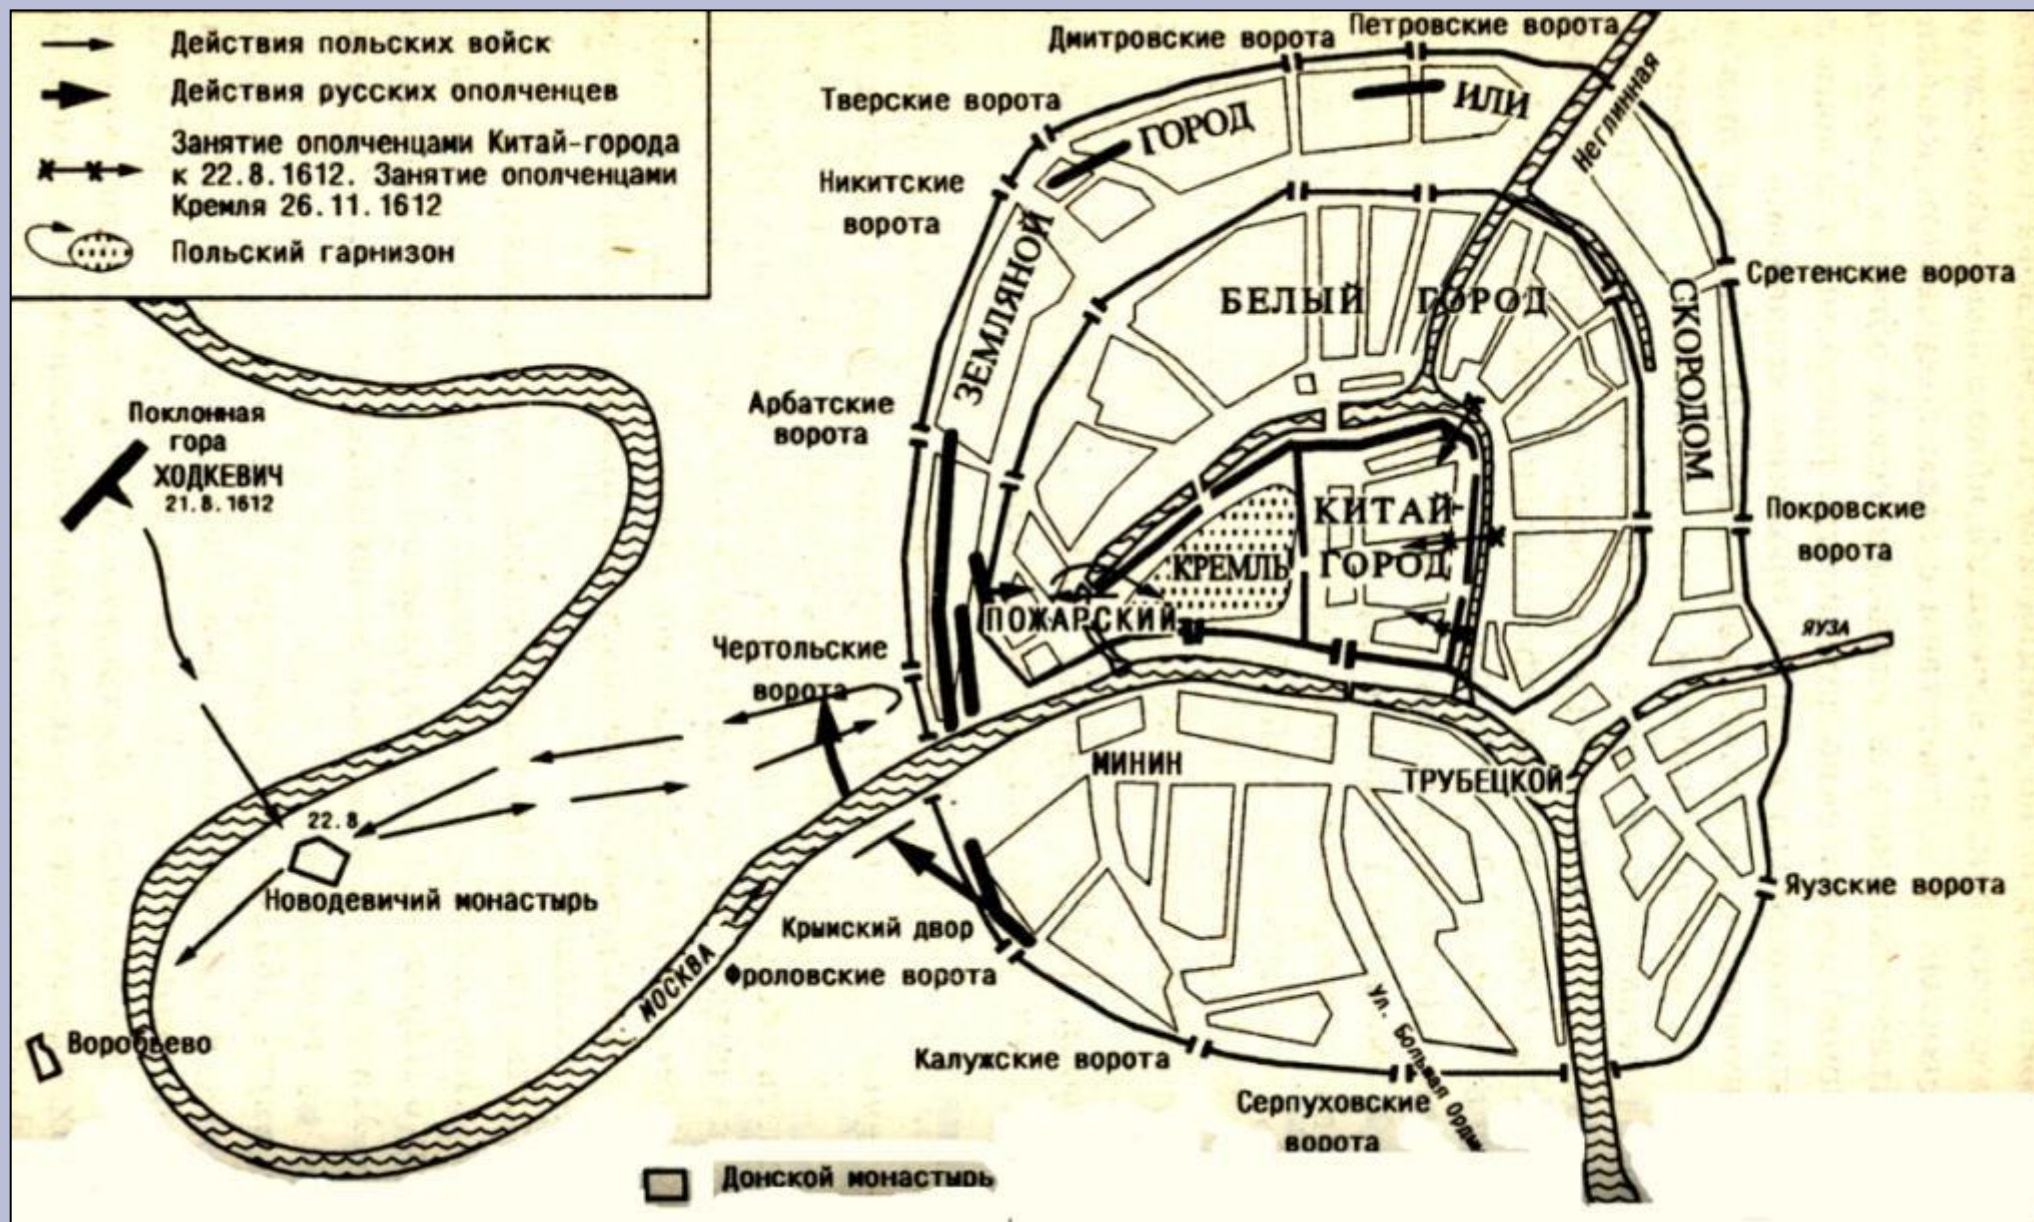 Действия польских войск
Действия русских ополченцев
Занятие ополченцами Китай-города
к 22.8.1612. Занятие ополченцами
Кремля 26.11.1612
Польский гарнизон
Дмитровские ворота
Петровские ворота
Тверские ворота
Никитские
ворота
Неглинная
ЗЕМЛЯНОЙ
ГОРОД
ИЛИ
СКОРОДОМ
Сретенские ворота
БЕЛЫЙ ГОРОД
Арбатские
ворота
Поклонная
гора
ХОДКЕВИЧ
21.8.1612
КИТАЙ-
ГОРОД
КРЕМЛЬ
ПОЖАРСКИЙ
Покровские
ворота
ЯУЗА
Чертольские
ворота
МИНИН
ТРУБЕЦКОЙ
22.8
Новодевичий монастырь
Яузские ворота
Крымский двор
МОСКВА
Фроловские ворота
Воробьево
Калужские ворота
Ул. Большая Орды
Серпуховские
ворота
Донской монастырь